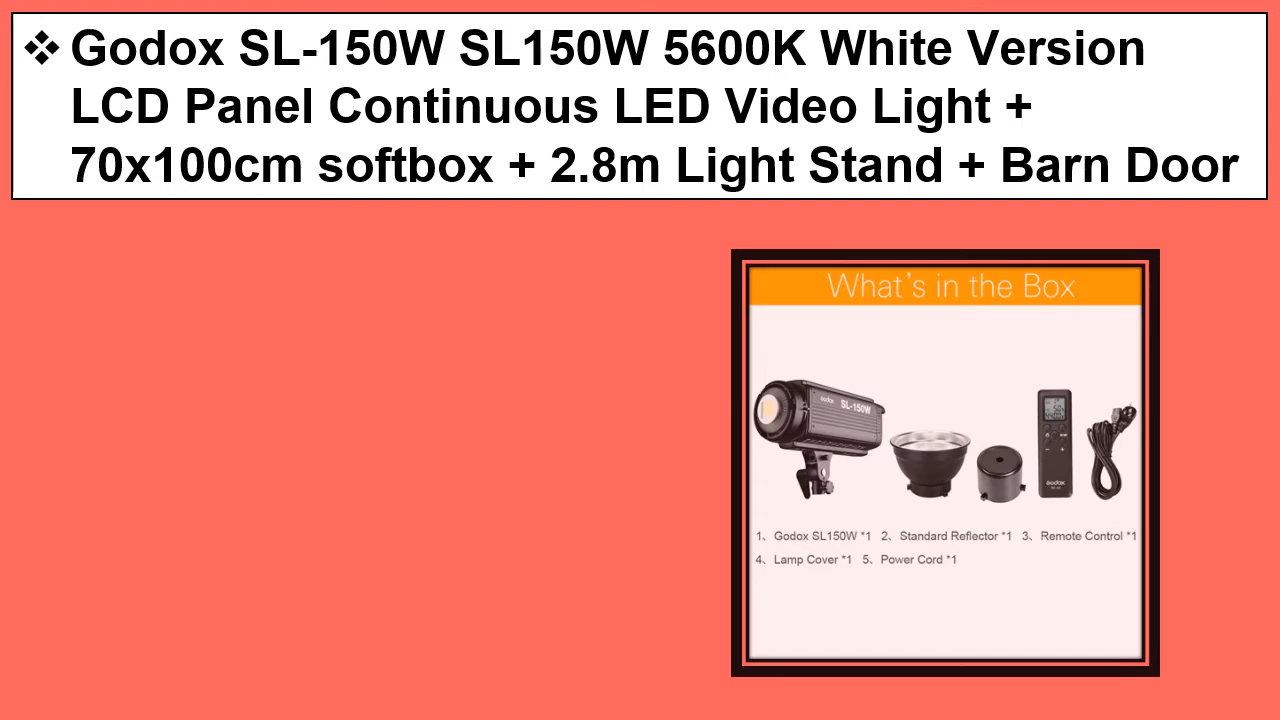 ❖ Godox SL-150W SL150W 5600K White Version
LCD Panel Continuous LED Video Light +
70x100cm softbox + 2.8m Light Stand + Barn Door
What's in the Box
Godox SL-150W
Godox
1、Godox SL150W *1 2、Standard Reflector *1 3、Remote Control *1
4、Lamp Cover *1 5、Power Cord *1